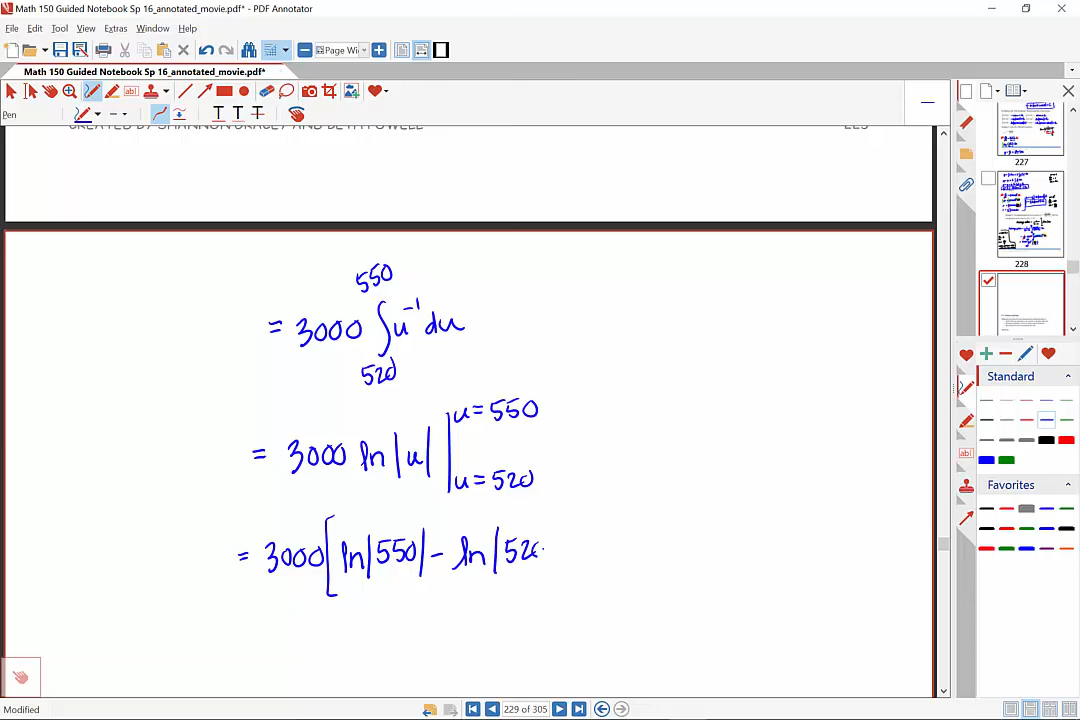 Math 150 Guided Notebook Sp 16_annotated_movie.pdf* - PDF Annotator
File Edit Tool View Extras Window Help
Page Wi
Math 150 Guided Notebook Sp 16_annotated_movie.pdf*
Pen
227
228
550
= 3000 ∫ u⁻¹ du
520
= 3000 ln|u| | u = 550
u = 520
= 3000[ln|550| - ln|520
Standard
Favorites
Modified
229 of 305